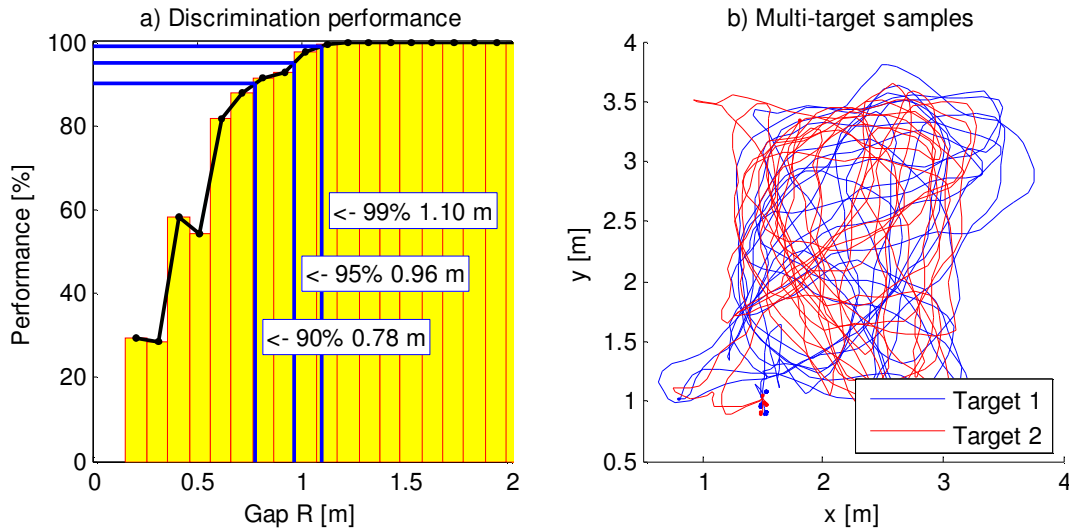 a) Discrimination performance
100
80
60
40
20
0
Performance [%]
<- 99% 1.10 m
<- 95% 0.96 m
<- 90% 0.78 m
0 0.5 1 1.5 2
Gap R [m]
b) Multi-target samples
4
3.5
3
2.5
2
1.5
1
0.5
y [m]
Target 1
Target 2
1 2 3 4
x [m]